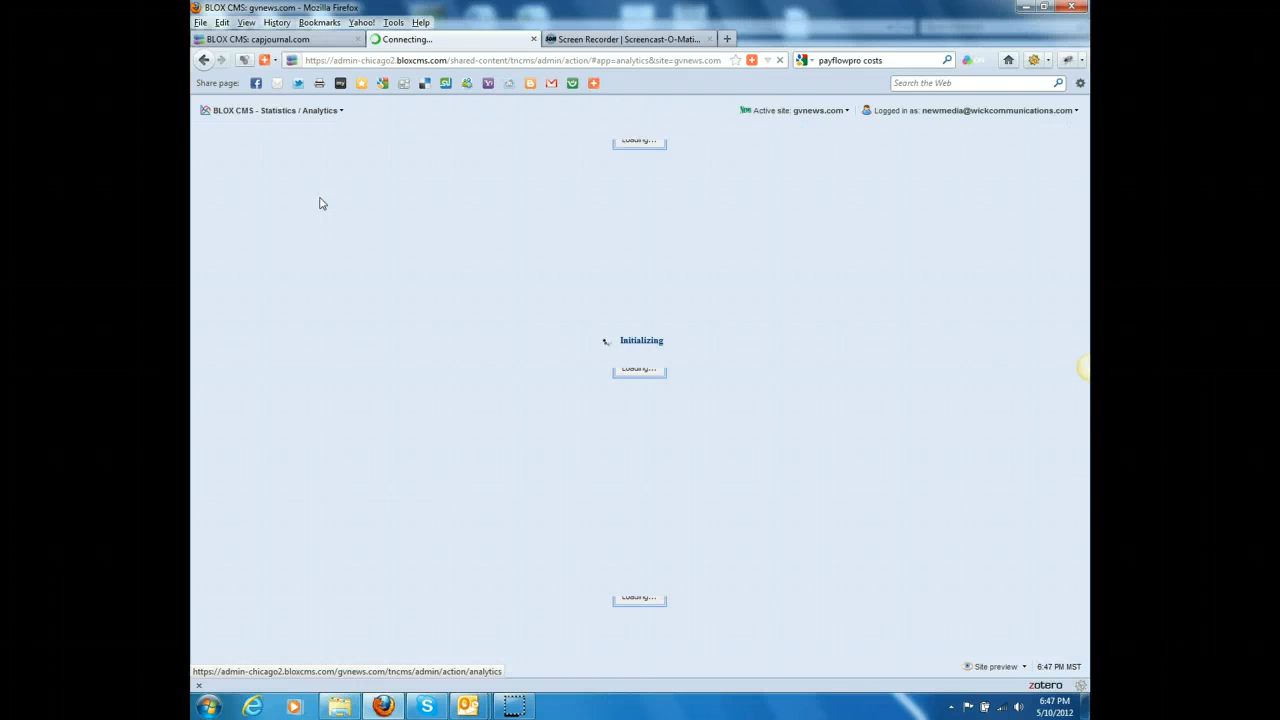 BLOX CMS: gvnews.com - Mozilla Firefox
File Edit View History Bookmarks Yahoo! Tools Help
BLOX CMS: capjournal.com
Connecting...
Screen Recorder | Screencast-O-Mati...
https://admin-chicago2.bloxcms.com/shared-content/tncms/admin/action/#app=analytics&site=gvnews.com
payflowpro costs
Share page:
Search the Web
BLOX CMS - Statistics / Analytics
Active site: gvnews.com
Logged in as: newmedia@wickcommunications.com
Loading...
Initializing
Loading...
Loading...
https://admin-chicago2.bloxcms.com/gvnews.com/tncms/admin/action/analytics
Site preview
6:47 PM MST
zotero
6:47 PM
5/10/2012